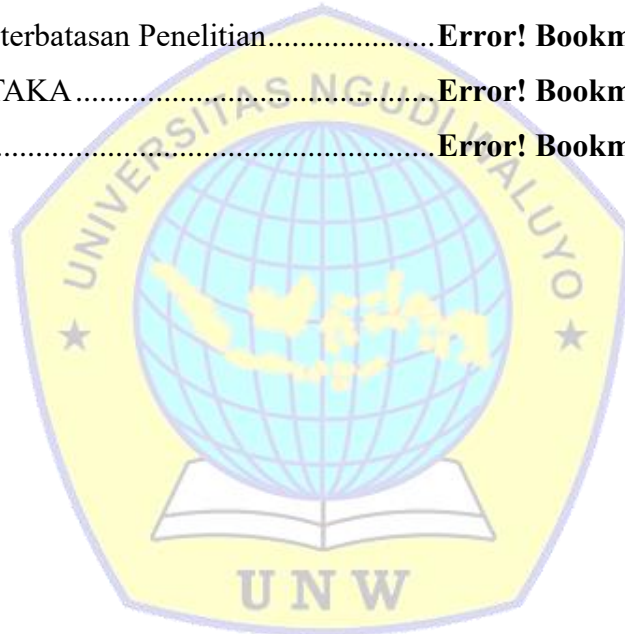 terbatasan Penelitian.....................Error! Bookm
TAKA.............................................Error! Bookm
......................................................Error! Bookm
UNIVERSITAS NGUDI WALUYO
UNW